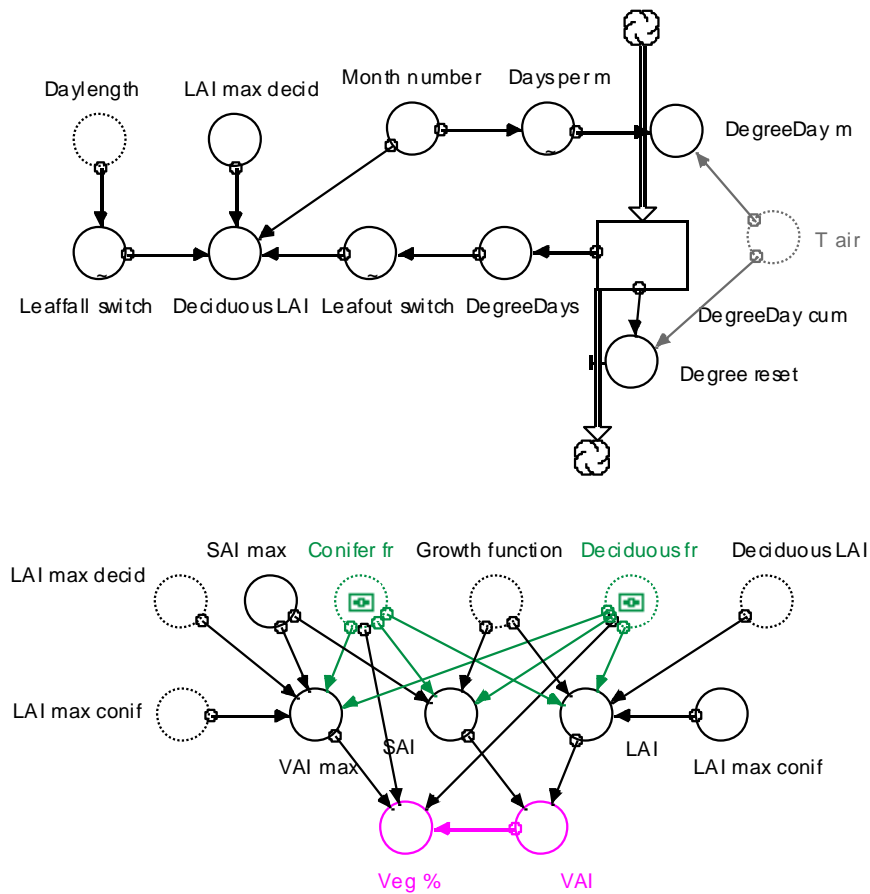 Daylength
LAI max decid
Month number
Days per m
DegreeDay m
T air
Leaffall switch
Deciduous LAI
Leafout switch
DegreeDays
DegreeDay cum
Degree reset
LAI max decid
SAI max
Conifer fr
Growth function
Deciduous fr
Deciduous LAI
LAI max conif
VAI max
SAI
LAI
LAI max conif
Veg %
VAI